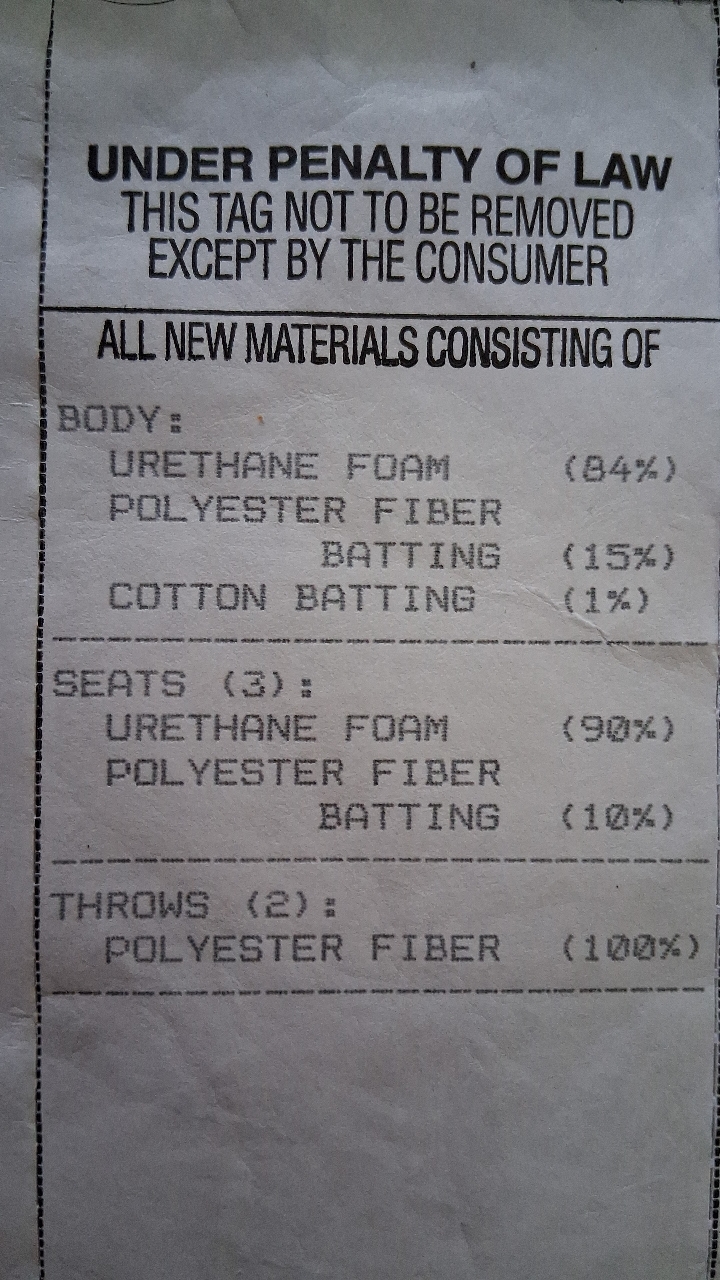 UNDER PENALTY OF LAW
THIS TAG NOT TO BE REMOVED
EXCEPT BY THE CONSUMER
ALL NEW MATERIALS CONSISTING OF
BODY:
URETHANE FOAM (84%)
POLYESTER FIBER
BATTING (15%)
COTTON BATTING (1%)
SEATS (3):
URETHANE FOAM (90%)
POLYESTER FIBER
BATTING (10%)
THROWS (2):
POLYESTER FIBER (100%)